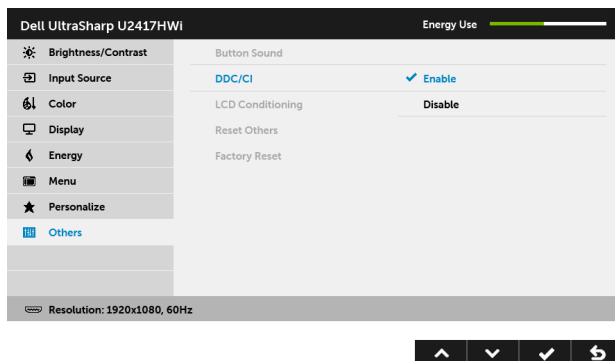 Dell UltraSharp U2417HWi
Energy Use
Brightness/Contrast
Button Sound
Input Source
DDC/CI
Enable
Color
LCD Conditioning
Disable
Display
Reset Others
Energy
Factory Reset
Menu
Personalize
Others
Resolution: 1920x1080, 60Hz